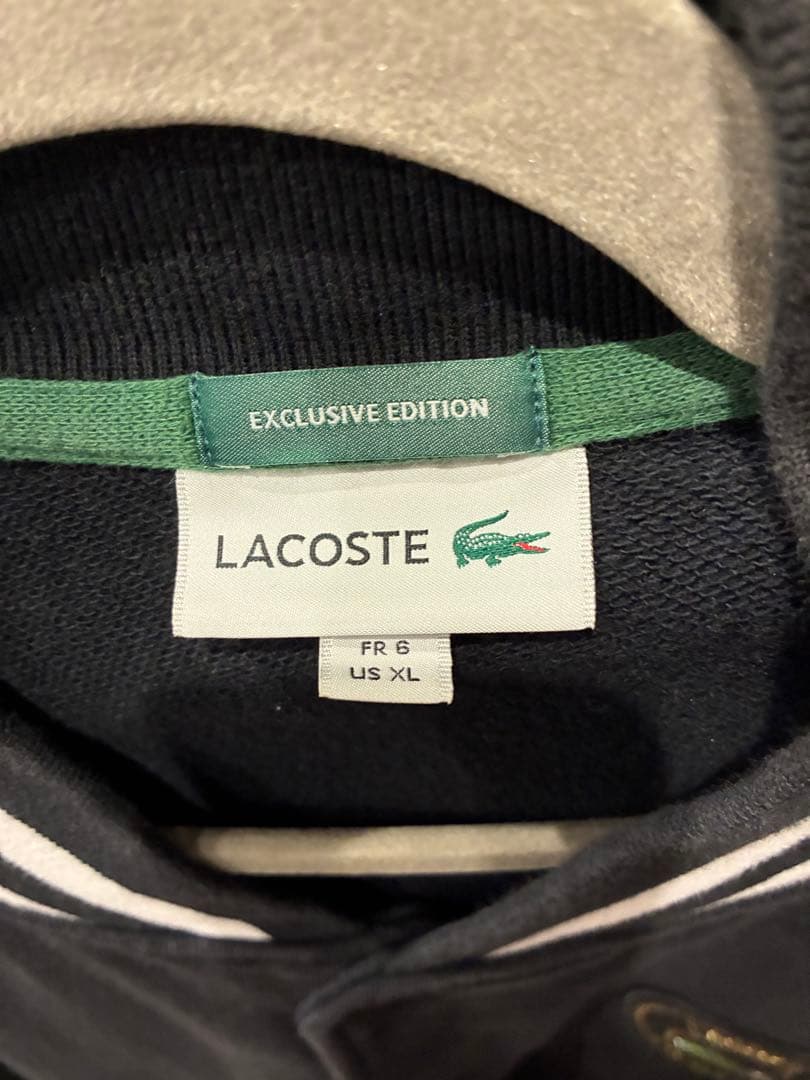 EXCLUSIVE EDITION
LACOSTE
FR 6
US XL